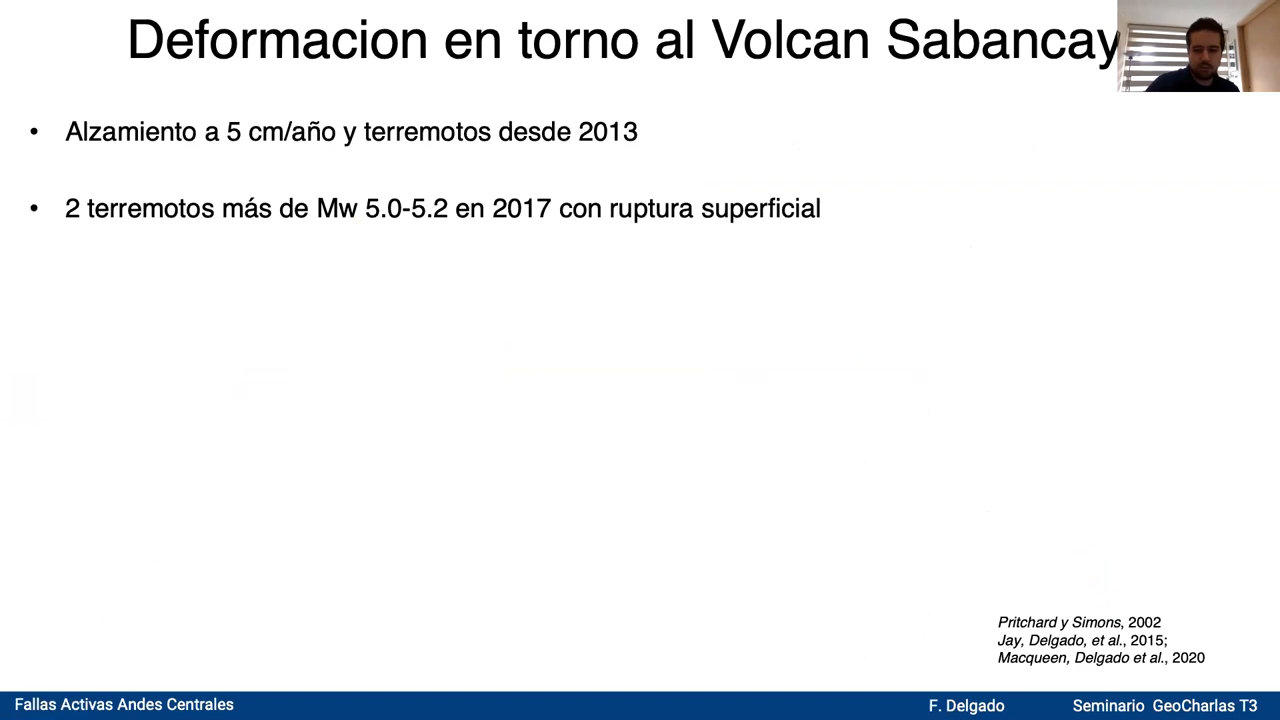 Deformacion en torno al Volcan Sabancay
• Alzamiento a 5 cm/año y terremotos desde 2013
• 2 terremotos más de Mw 5.0-5.2 en 2017 con ruptura superficial
Pritchard y Simons, 2002
Jay, Delgado, et al., 2015;
Macqueen, Delgado et al., 2020
Fallas Activas Andes Centrales
F. Delgado
Seminario GeoCharlas T3